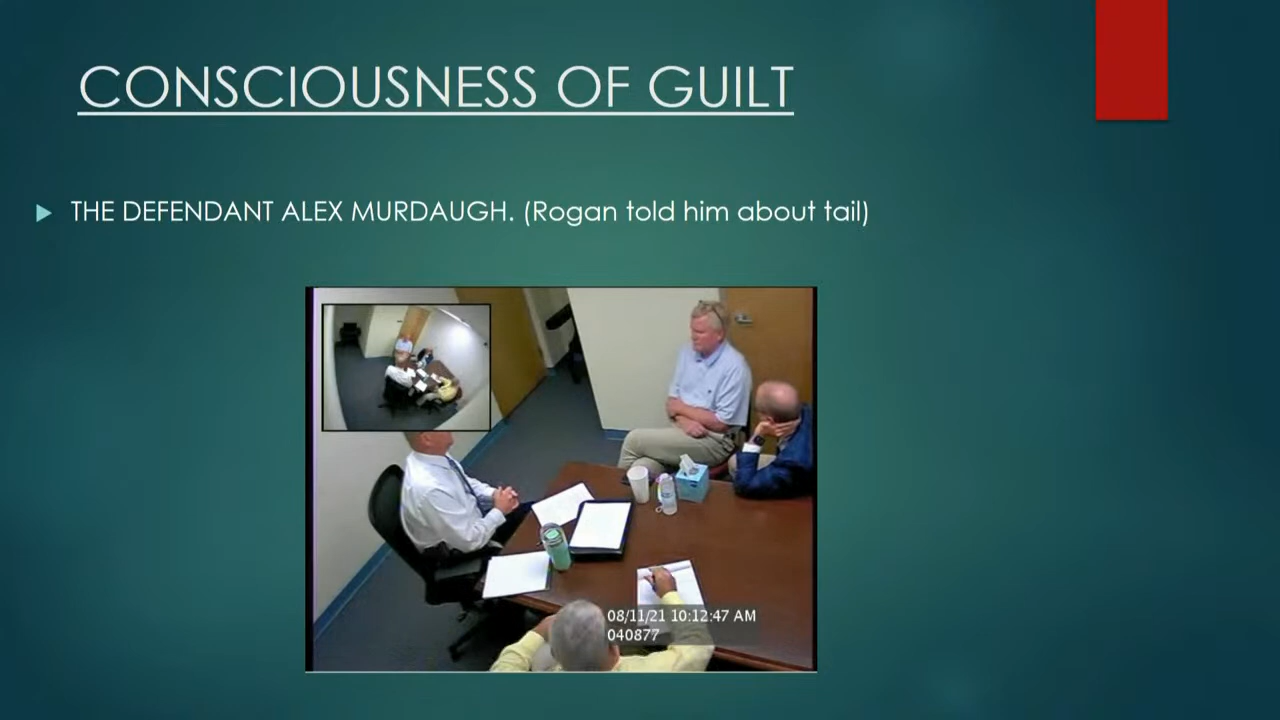 CONSCIOUSNESS OF GUILT
THE DEFENDANT ALEX MURDAUGH. (Rogan told him about tail)
08/11/21 10:12:47 AM
040877